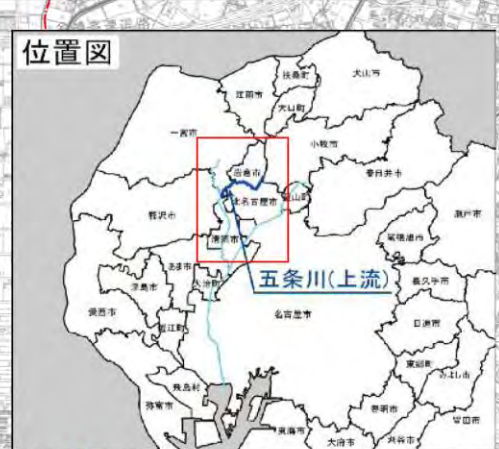 位置図
扶桑町
犬山市
江南市
大口町
一宮市
小牧市
岩倉市
春日井市
北名古屋市
豊山町
稲沢市
瀬戸市
清須市
尾張旭市
あま市
五条川(上流)
津島市
大治町
長久手市
愛西市
名古屋市
日進市
蟹江町
東郷町
みよし市
飛島村
弥富市
豊明市
豊田市
東海市
大府市
刈谷市